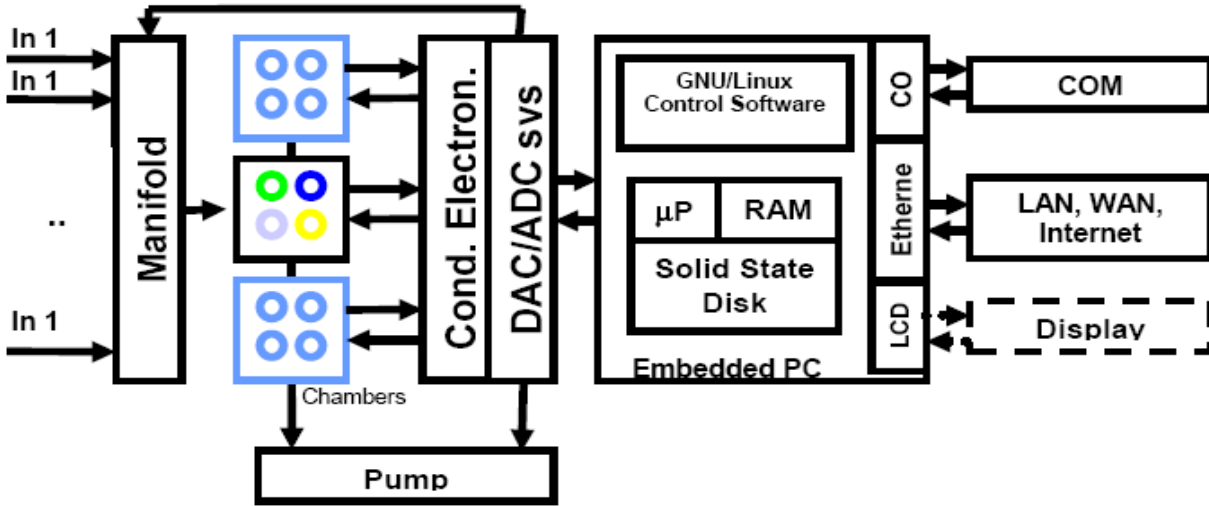 In 1
In 1
..
In 1
Manifold
Chambers
Pump
Cond. Electron.
DAC/ADC svs
GNU/Linux
Control Software
μP
RAM
Solid State
Disk
Embedded PC
CO
Etherne
LCD
COM
LAN, WAN,
Internet
Display